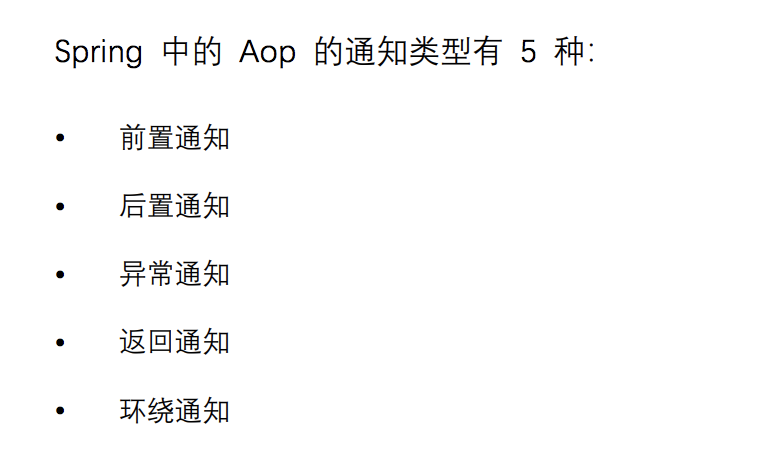 Spring 中的 Aop 的通知类型有 5 种：
• 前置通知
• 后置通知
• 异常通知
• 返回通知
• 环绕通知